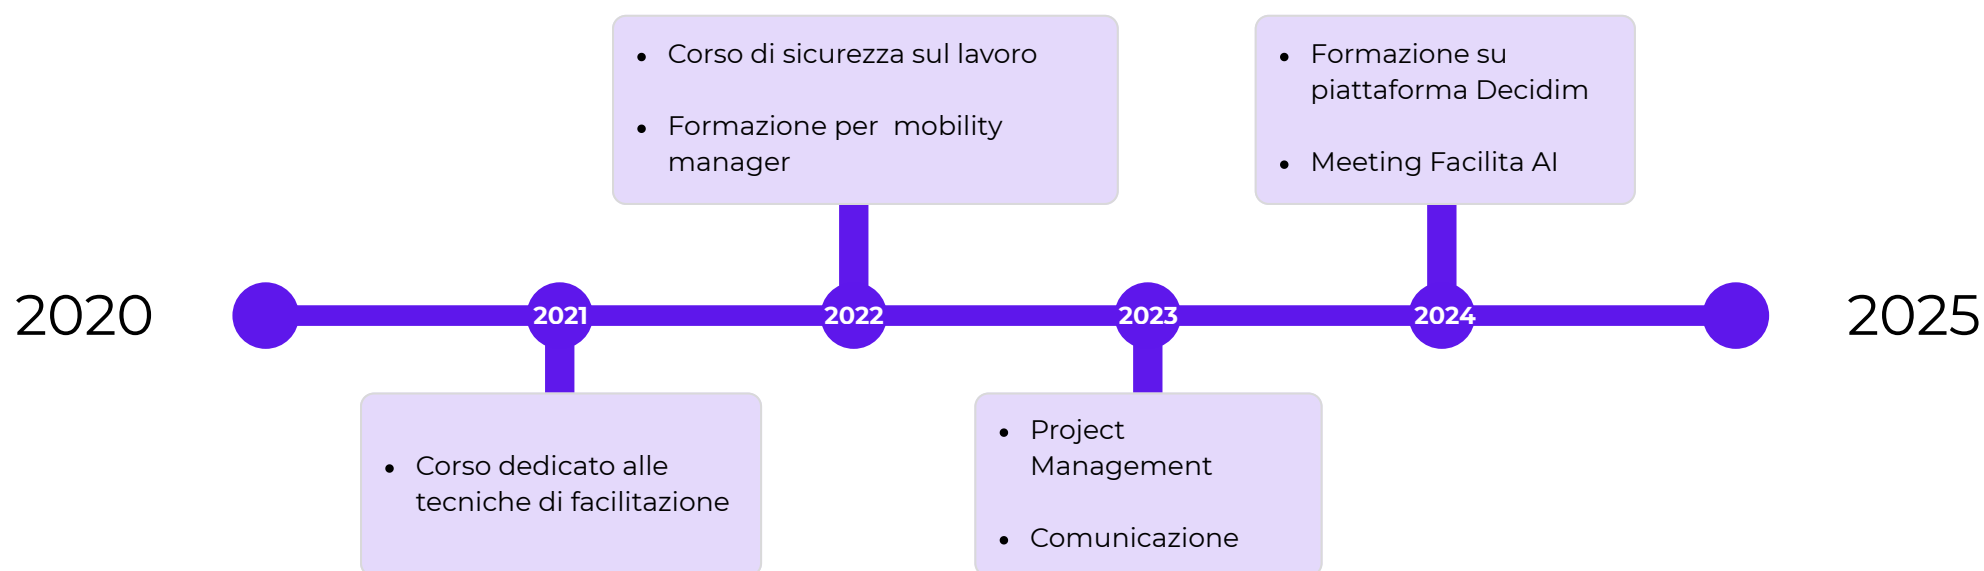 Corso di sicurezza sul lavoro
Formazione per mobility
manager
Formazione su
piattaforma Decidim
Meeting Facilita AI
2020
2021
2022
2023
2024
2025
Corso dedicato alle
tecniche di facilitazione
Project
Management
Comunicazione